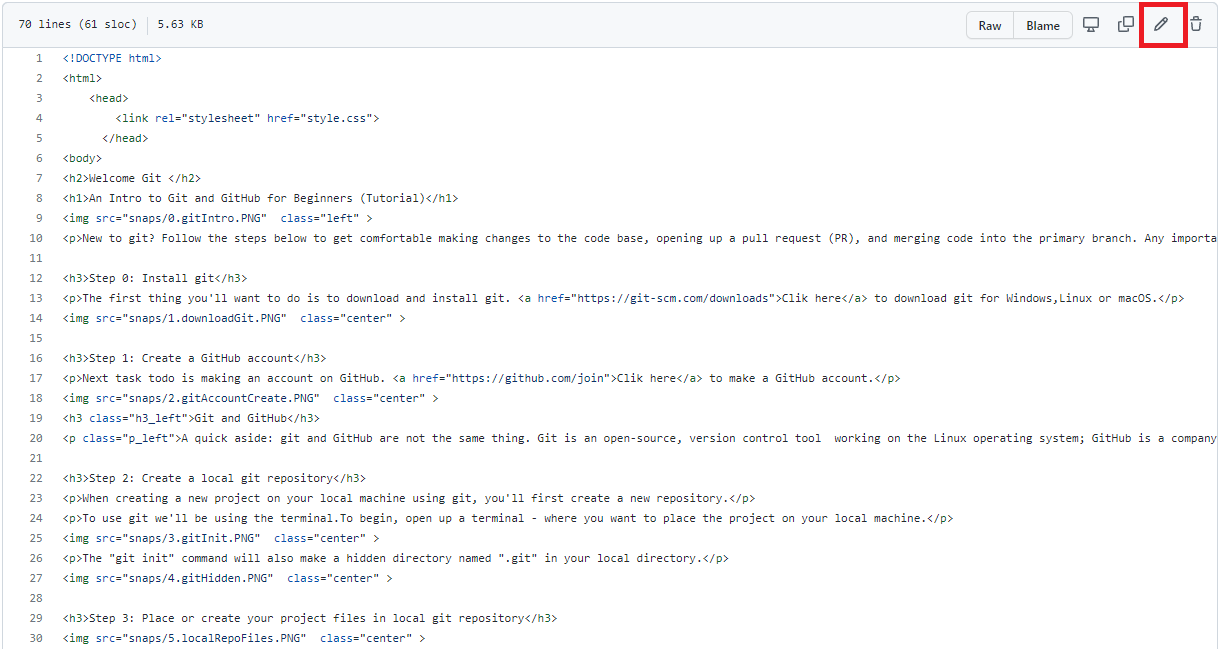 70 lines (61 sloc) 5.63 KB Raw Blame
1 <!DOCTYPE html>
2 <html>
3 <head>
4 <link rel="stylesheet" href="style.css">
5 </head>
6 <body>
7 <h2>Welcome Git </h2>
8 <h1>An Intro to Git and GitHub for Beginners (Tutorial)</h1>
9 <img src="snaps/0.gitIntro.PNG"  class="left" >
10 <p>New to git? Follow the steps below to get comfortable making changes to the code base, opening up a pull request (PR), and merging code into the primary branch. Any importa
11
12 <h3>Step 0: Install git</h3>
13 <p>The first thing you'll want to do is to download and install git. <a href="https://git-scm.com/downloads">Clik here</a> to download git for Windows,Linux or macOS.</p>
14 <img src="snaps/1.downloadGit.PNG"  class="center" >
15
16 <h3>Step 1: Create a GitHub account</h3>
17 <p>Next task todo is making an account on GitHub. <a href="https://github.com/join">Clik here</a> to make a GitHub account.</p>
18 <img src="snaps/2.gitAccountCreate.PNG"  class="center" >
19 <h3 class="h3_left">Git and GitHub</h3>
20 <p class="p_left">A quick aside: git and GitHub are not the same thing. Git is an open-source, version control tool  working on the Linux operating system; GitHub is a company
21
22 <h3>Step 2: Create a local git repository</h3>
23 <p>When creating a new project on your local machine using git, you'll first create a new repository.</p>
24 <p>To use git we'll be using the terminal.To begin, open up a terminal - where you want to place the project on your local machine.</p>
25 <img src="snaps/3.gitInit.PNG"  class="center" >
26 <p>The "git init" command will also make a hidden directory named ".git" in your local directory.</p>
27 <img src="snaps/4.gitHidden.PNG"  class="center" >
28
29 <h3>Step 3: Place or create your project files in local git repository</h3>
30 <img src="snaps/5.localRepoFiles.PNG"  class="center" >